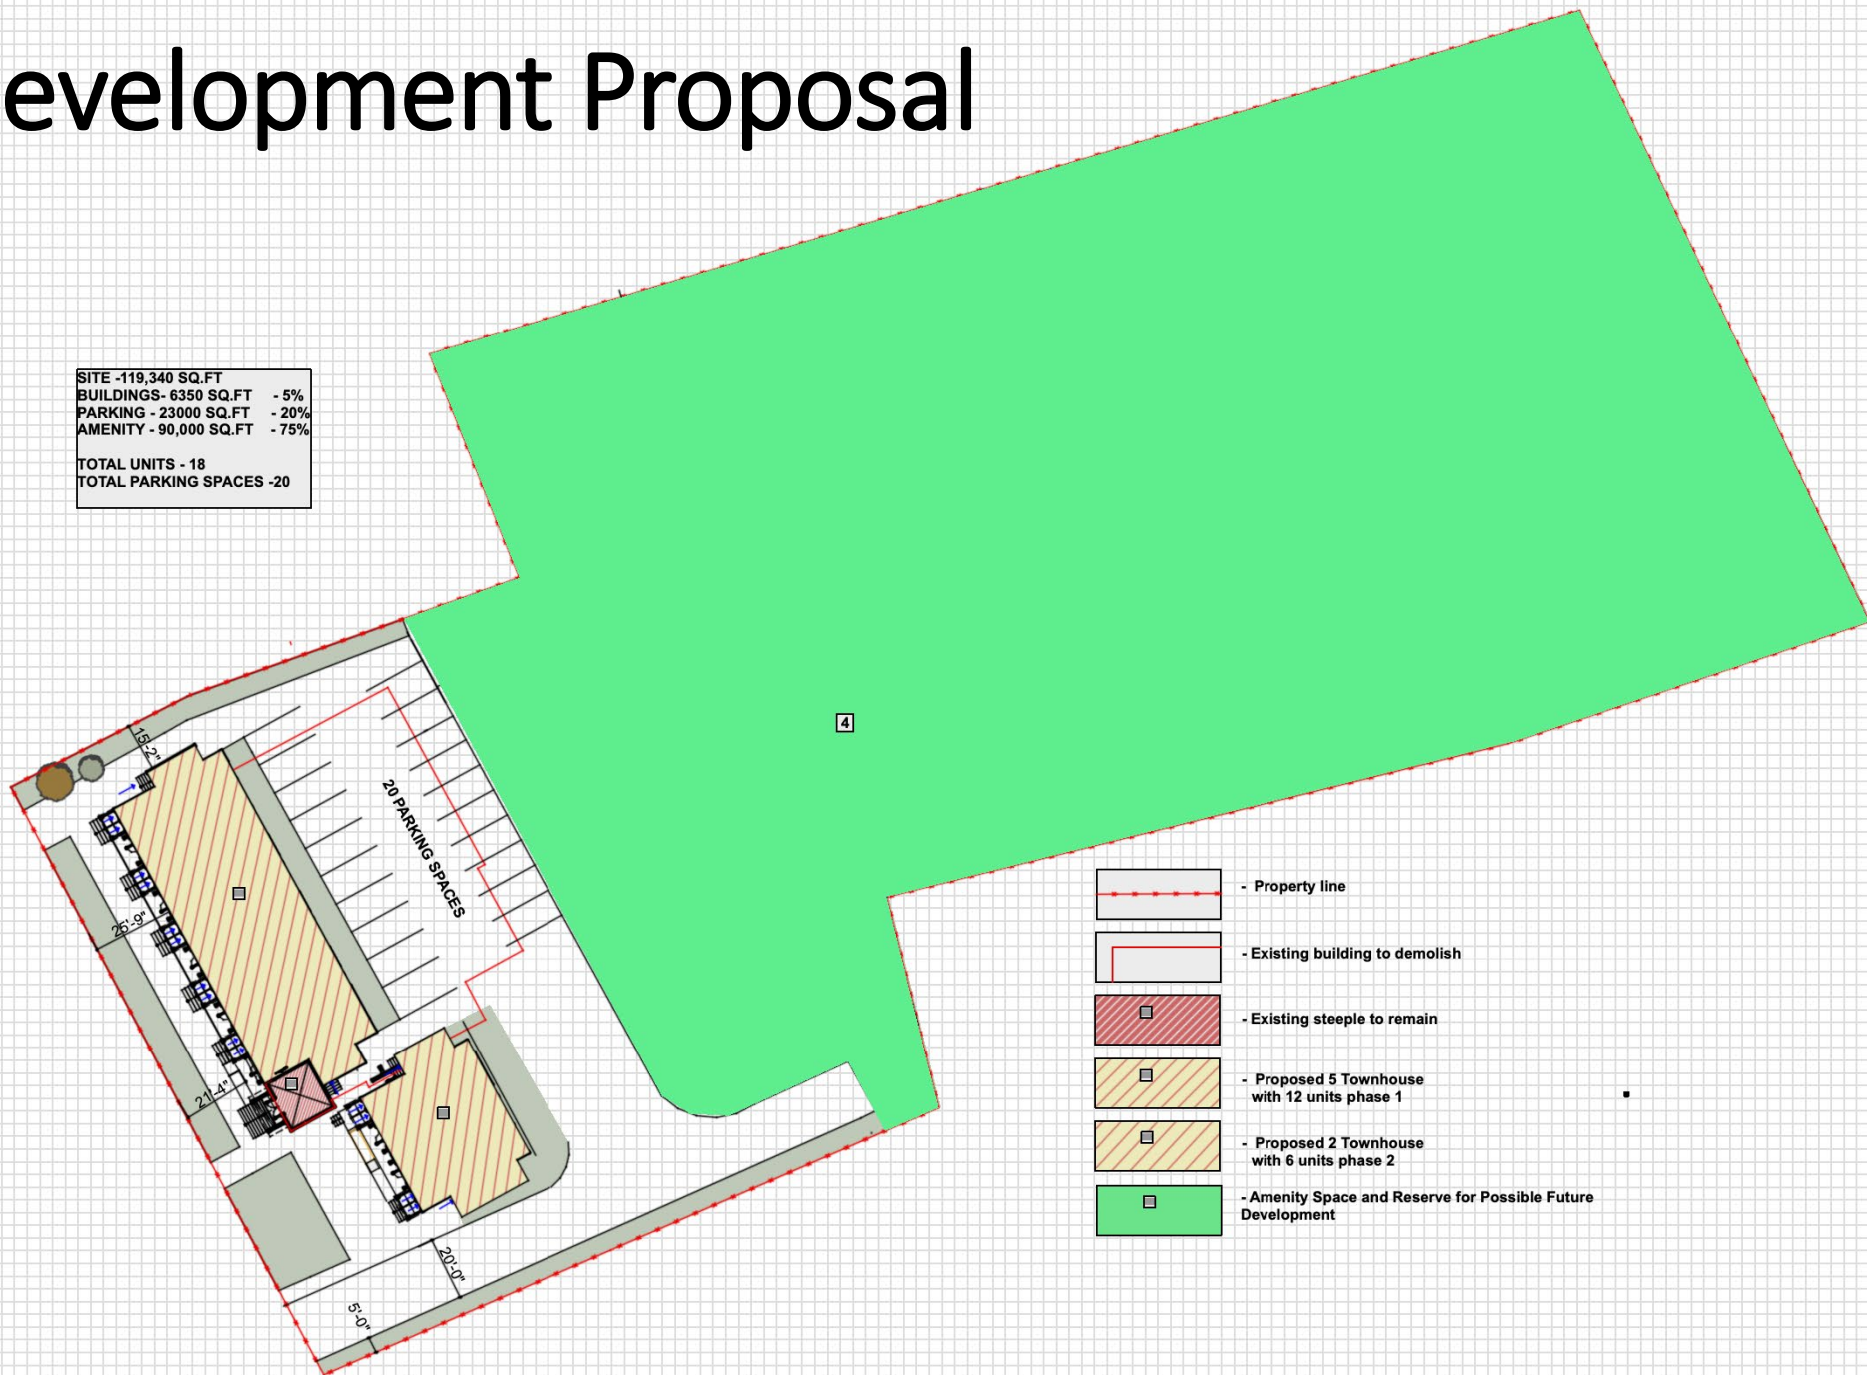 evelopment Proposal
SITE -119,340 SQ.FT
BUILDINGS- 6350 SQ.FT - 5%
PARKING - 23000 SQ.FT - 20%
AMENITY - 90,000 SQ.FT - 75%
TOTAL UNITS - 18
TOTAL PARKING SPACES -20
4
15'-2"
20 PARKING SPACES
25'-9"
21'-4"
20'-0"
5'-0"
- Property line
- Existing building to demolish
- Existing steeple to remain
- Proposed 5 Townhouse
with 12 units phase 1
- Proposed 2 Townhouse
with 6 units phase 2
- Amenity Space and Reserve for Possible Future
Development